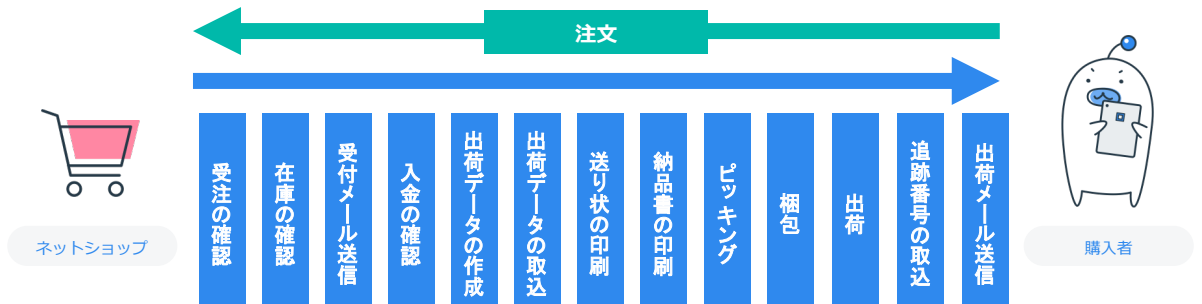 注文
ネットショップ
受注の確認
在庫の確認
受付メール送信
入金の確認
出荷データの作成
出荷データの取込
送り状の印刷
納品書の印刷
ピッキング
梱包
出荷
追跡番号の取込
出荷メール送信
購入者